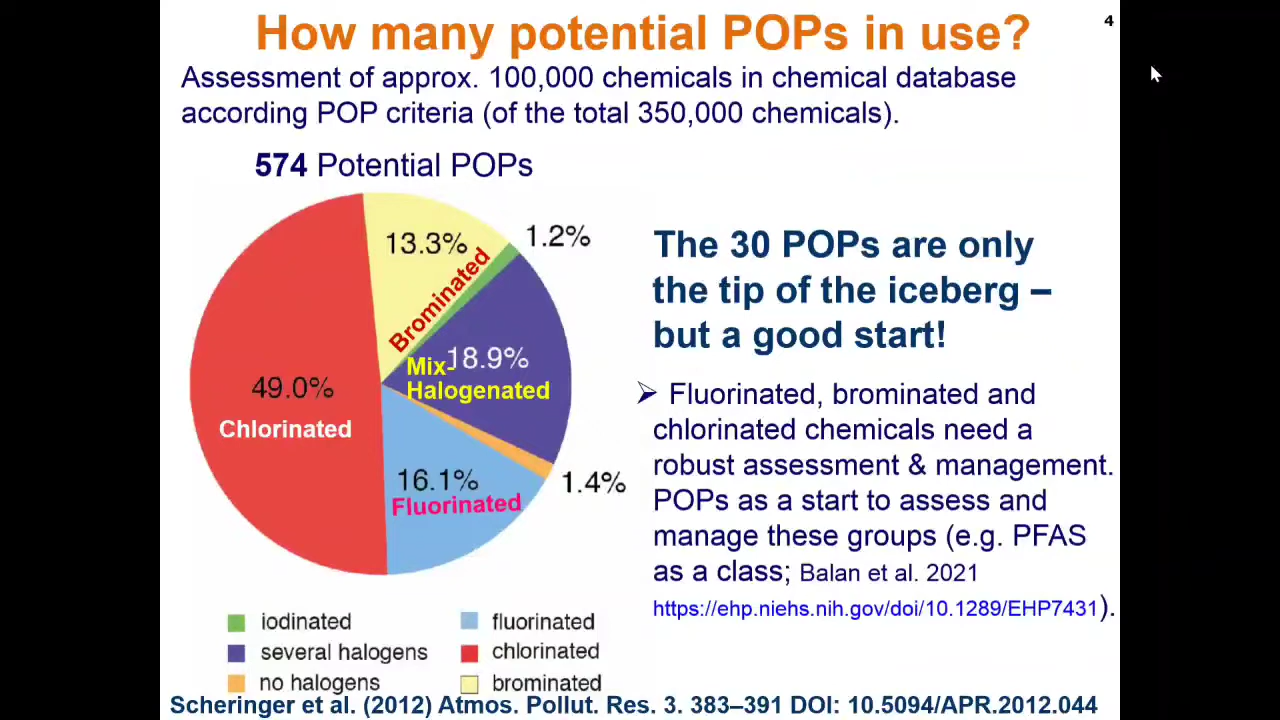 How many potential POPs in use?
4
Assessment of approx. 100,000 chemicals in chemical database
according POP criteria (of the total 350,000 chemicals).
574 Potential POPs
13.3%
Brominated
1.2%
18.9%
Mix-
Halogenated
49.0%
Chlorinated
16.1%
Fluorinated
1.4%
The 30 POPs are only
the tip of the iceberg –
but a good start!
➢ Fluorinated, brominated and
chlorinated chemicals need a
robust assessment & management.
POPs as a start to assess and
manage these groups (e.g. PFAS
as a class; Balan et al. 2021
https://ehp.niehs.nih.gov/doi/10.1289/EHP7431).
iodinated
fluorinated
several halogens
chlorinated
no halogens
brominated
Scheringer et al. (2012) Atmos. Pollut. Res. 3. 383–391 DOI: 10.5094/APR.2012.044